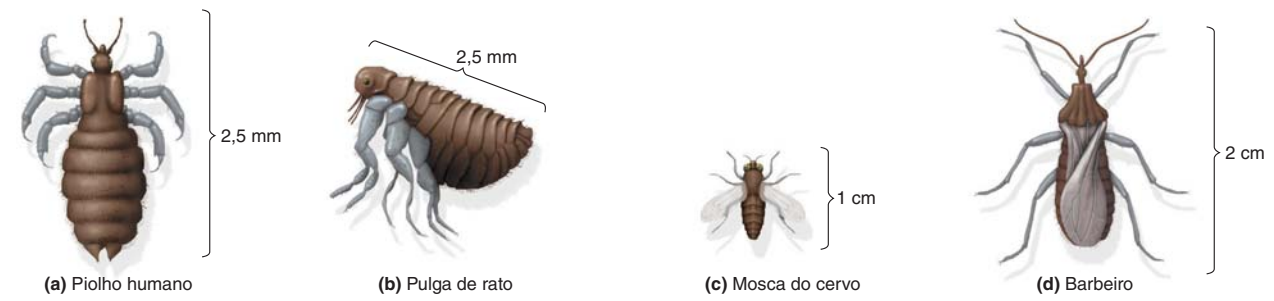 2,5 mm
(a) Piolho humano
2,5 mm
(b) Pulga de rato
1 cm
(c) Mosca do cervo
2 cm
(d) Barbeiro